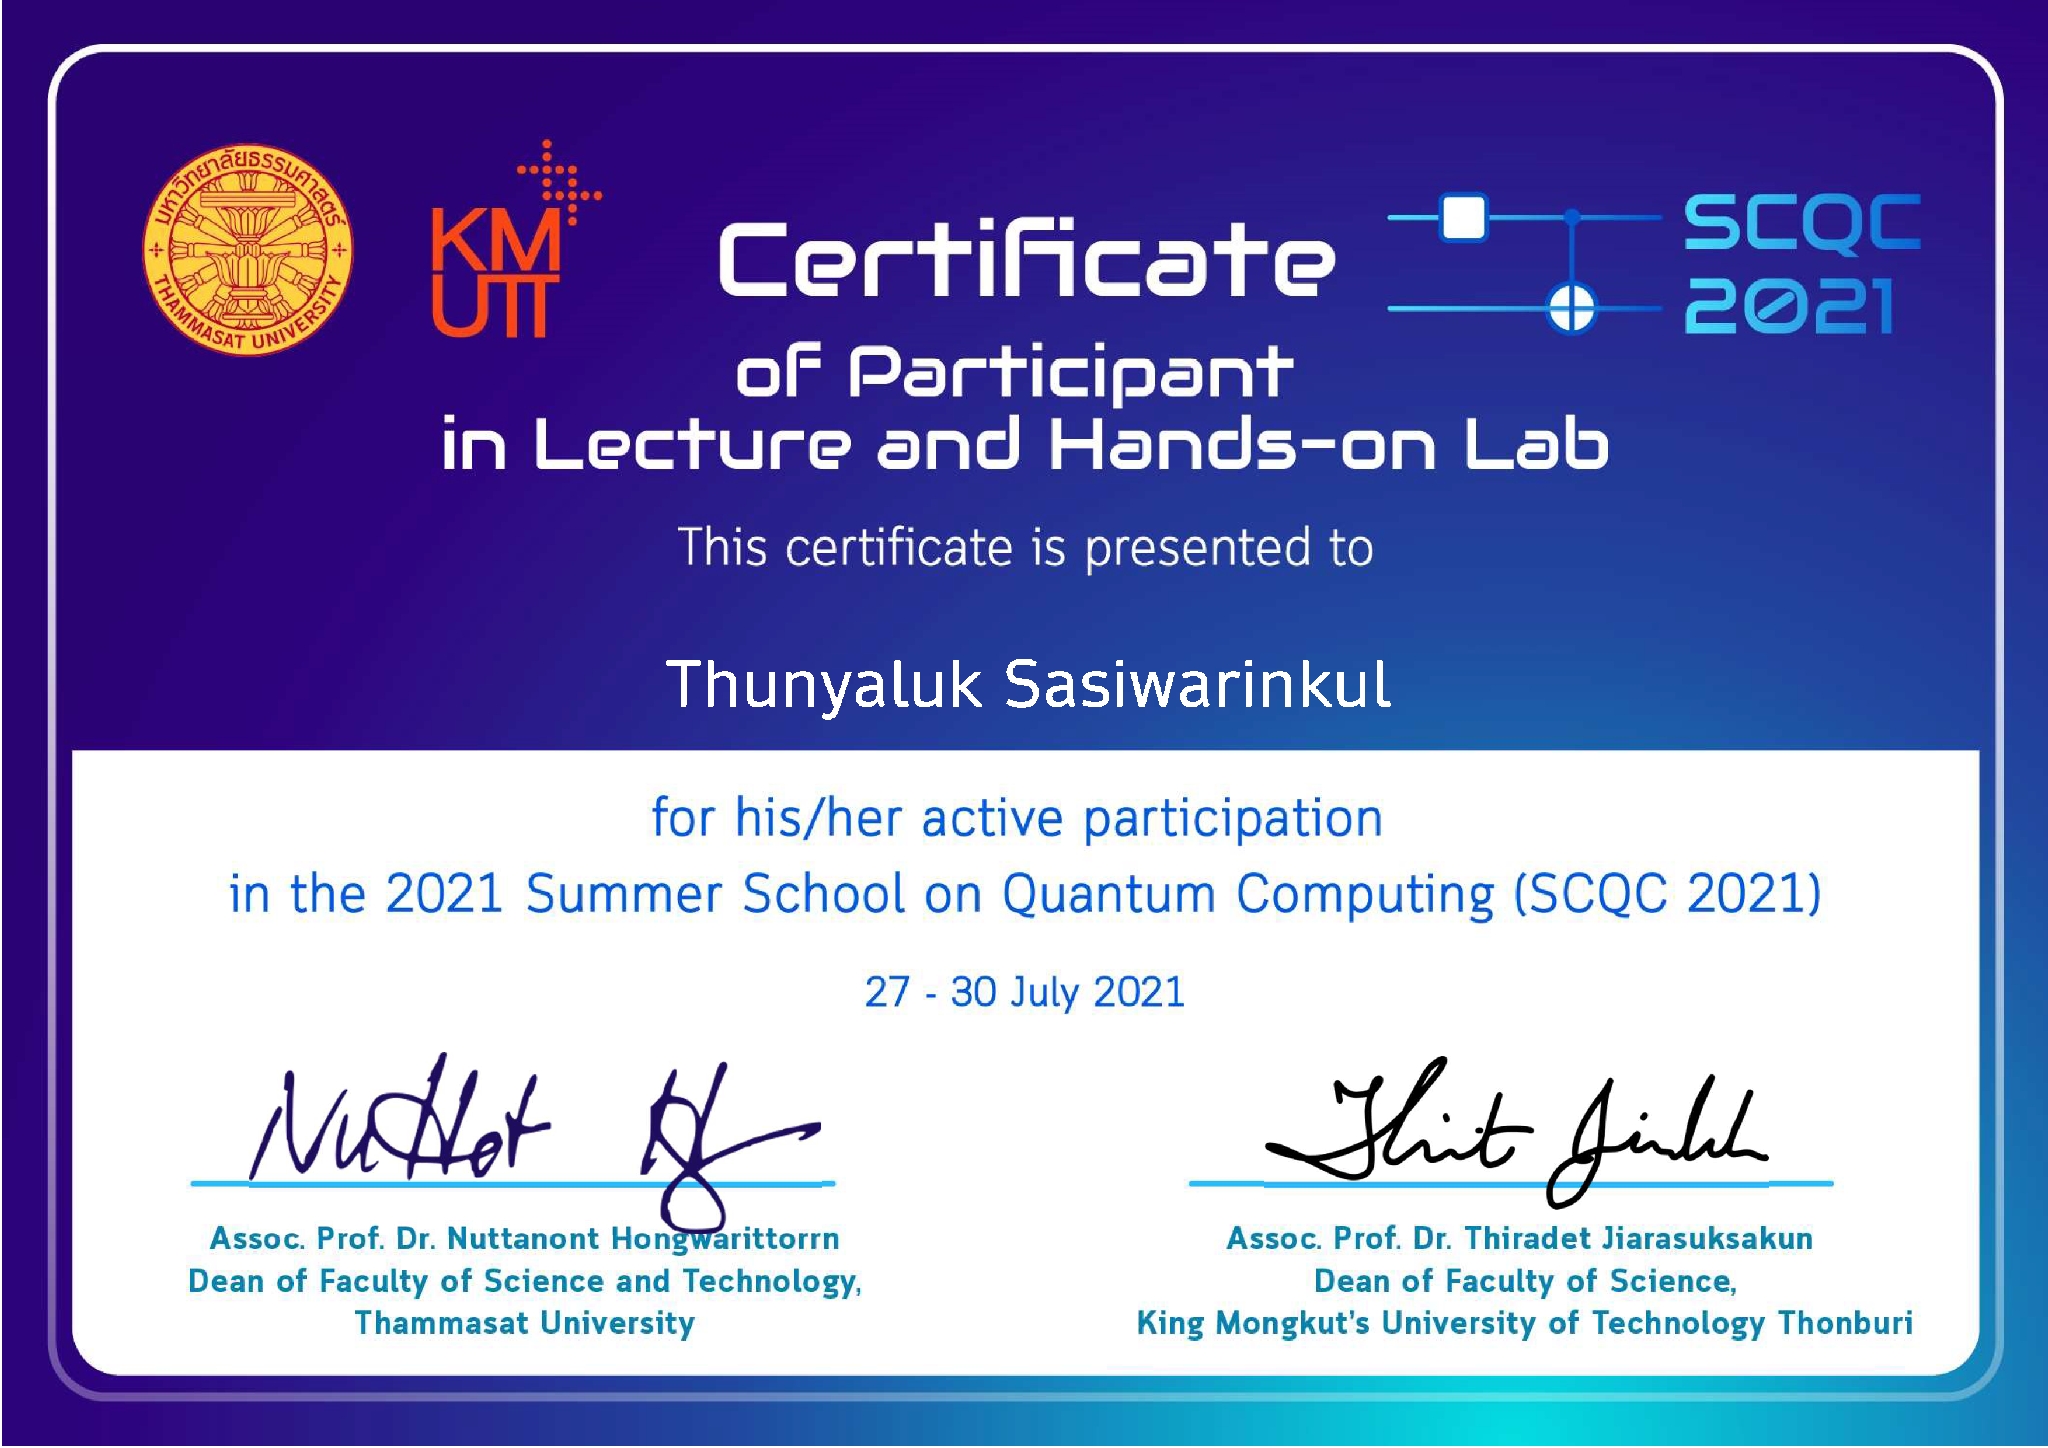 มหาวิทยาลัยธรรมศาสตร์
THAMMASAT UNIVERSITY
KM
UTT
SCQC
2021
Certificate
of Participant
in Lecture and Hands-on Lab
This certificate is presented to
Thunyaluk Sasiwarinkul
for his/her active participation
in the 2021 Summer School on Quantum Computing (SCQC 2021)
27 - 30 July 2021
Assoc. Prof. Dr. Nuttanont Hongwarittorrn
Dean of Faculty of Science and Technology,
Thammasat University
Assoc. Prof. Dr. Thiradet Jiarasuksakun
Dean of Faculty of Science,
King Mongkut's University of Technology Thonburi